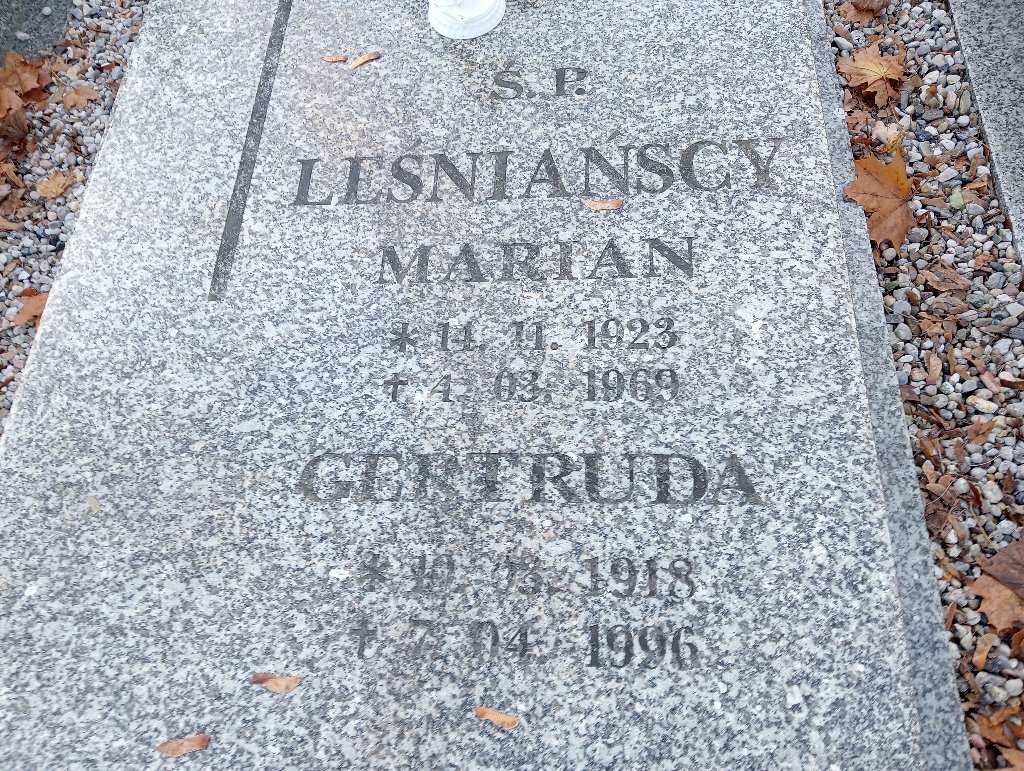 Ś.P.
LEŚNIAŃSCY
MARIAN
* 11. 11. 1923
† 4. 03. 1969
GERTRUDA
* 10. 03. 1918
† 7. 04. 1996